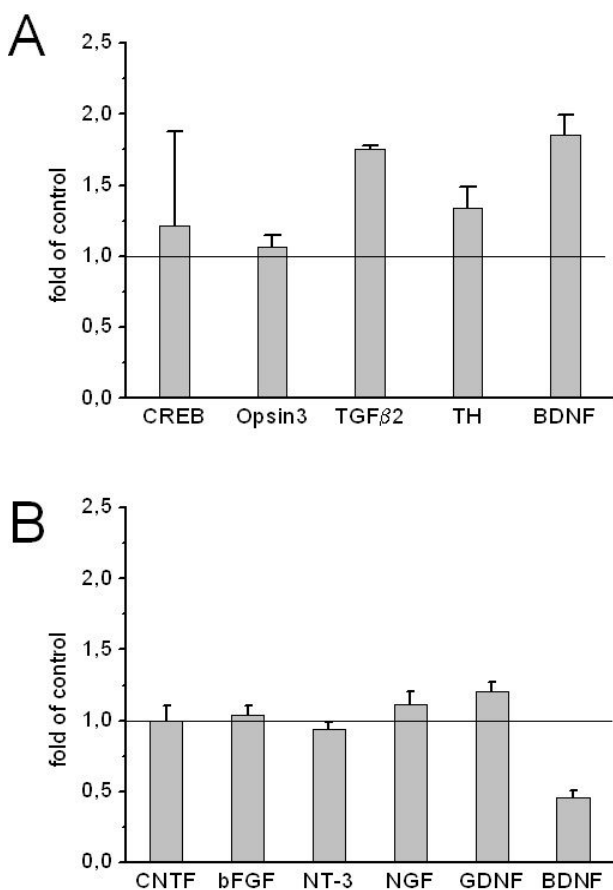 A
fold of control
2,5
2,0
1,5
1,0
0,5
0,0
CREB Opsin3 TGFβ2 TH BDNF
B
fold of control
2,5
2,0
1,5
1,0
0,5
0,0
CNTF bFGF NT-3 NGF GDNF BDNF